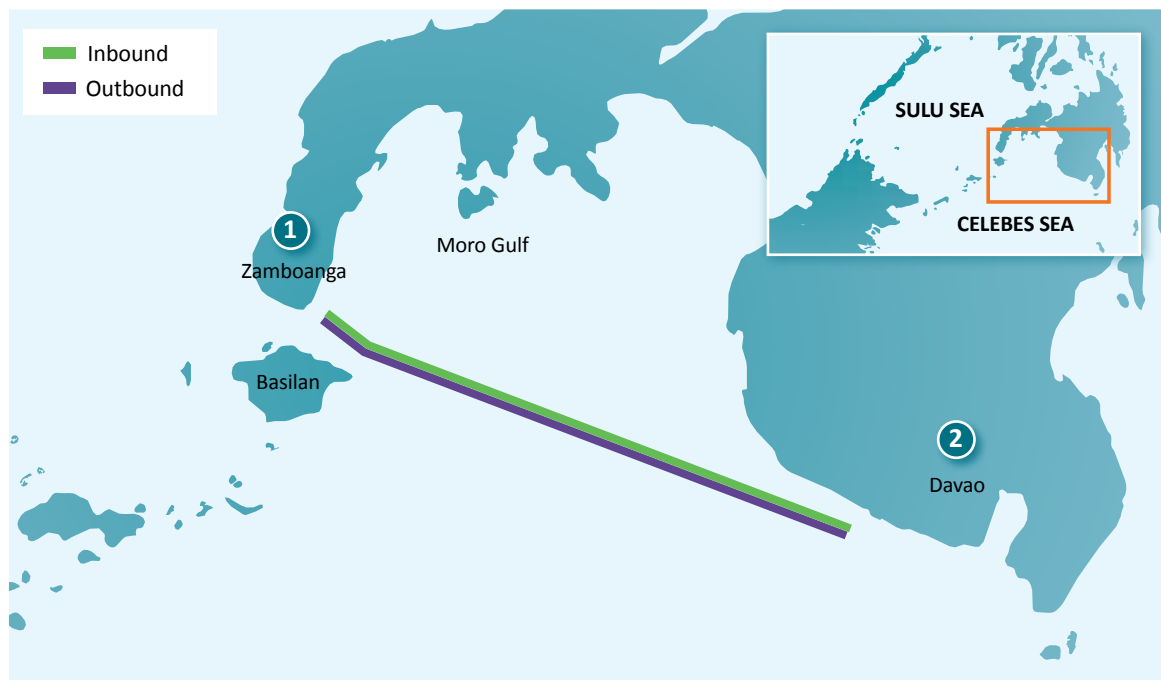 Inbound
Outbound
SULU SEA
CELEBES SEA
1
Zamboanga
Moro Gulf
Basilan
2
Davao